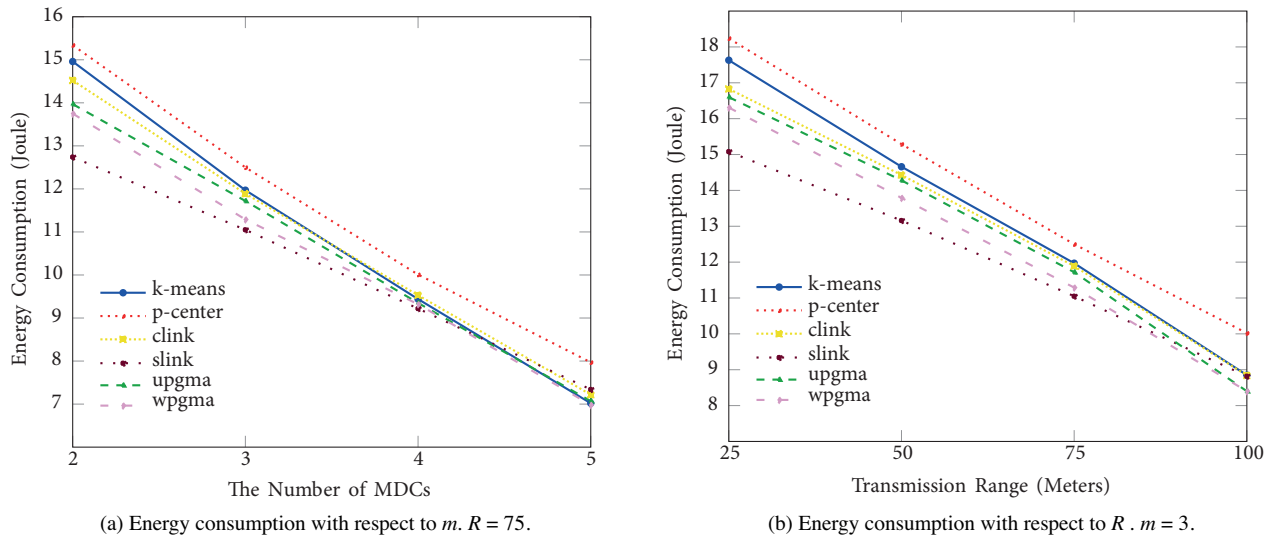 16
15
14
13
12
11
10
9
8
7
2
3
4
5
Energy Consumption (Joule)
The Number of MDCs
k-means
p-center
clink
slink
upgma
wpgma
(a) Energy consumption with respect to m. R = 75.
18
17
16
15
14
13
12
11
10
9
8
25
50
75
100
Energy Consumption (Joule)
Transmission Range (Meters)
k-means
p-center
clink
slink
upgma
wpgma
(b) Energy consumption with respect to R . m = 3.